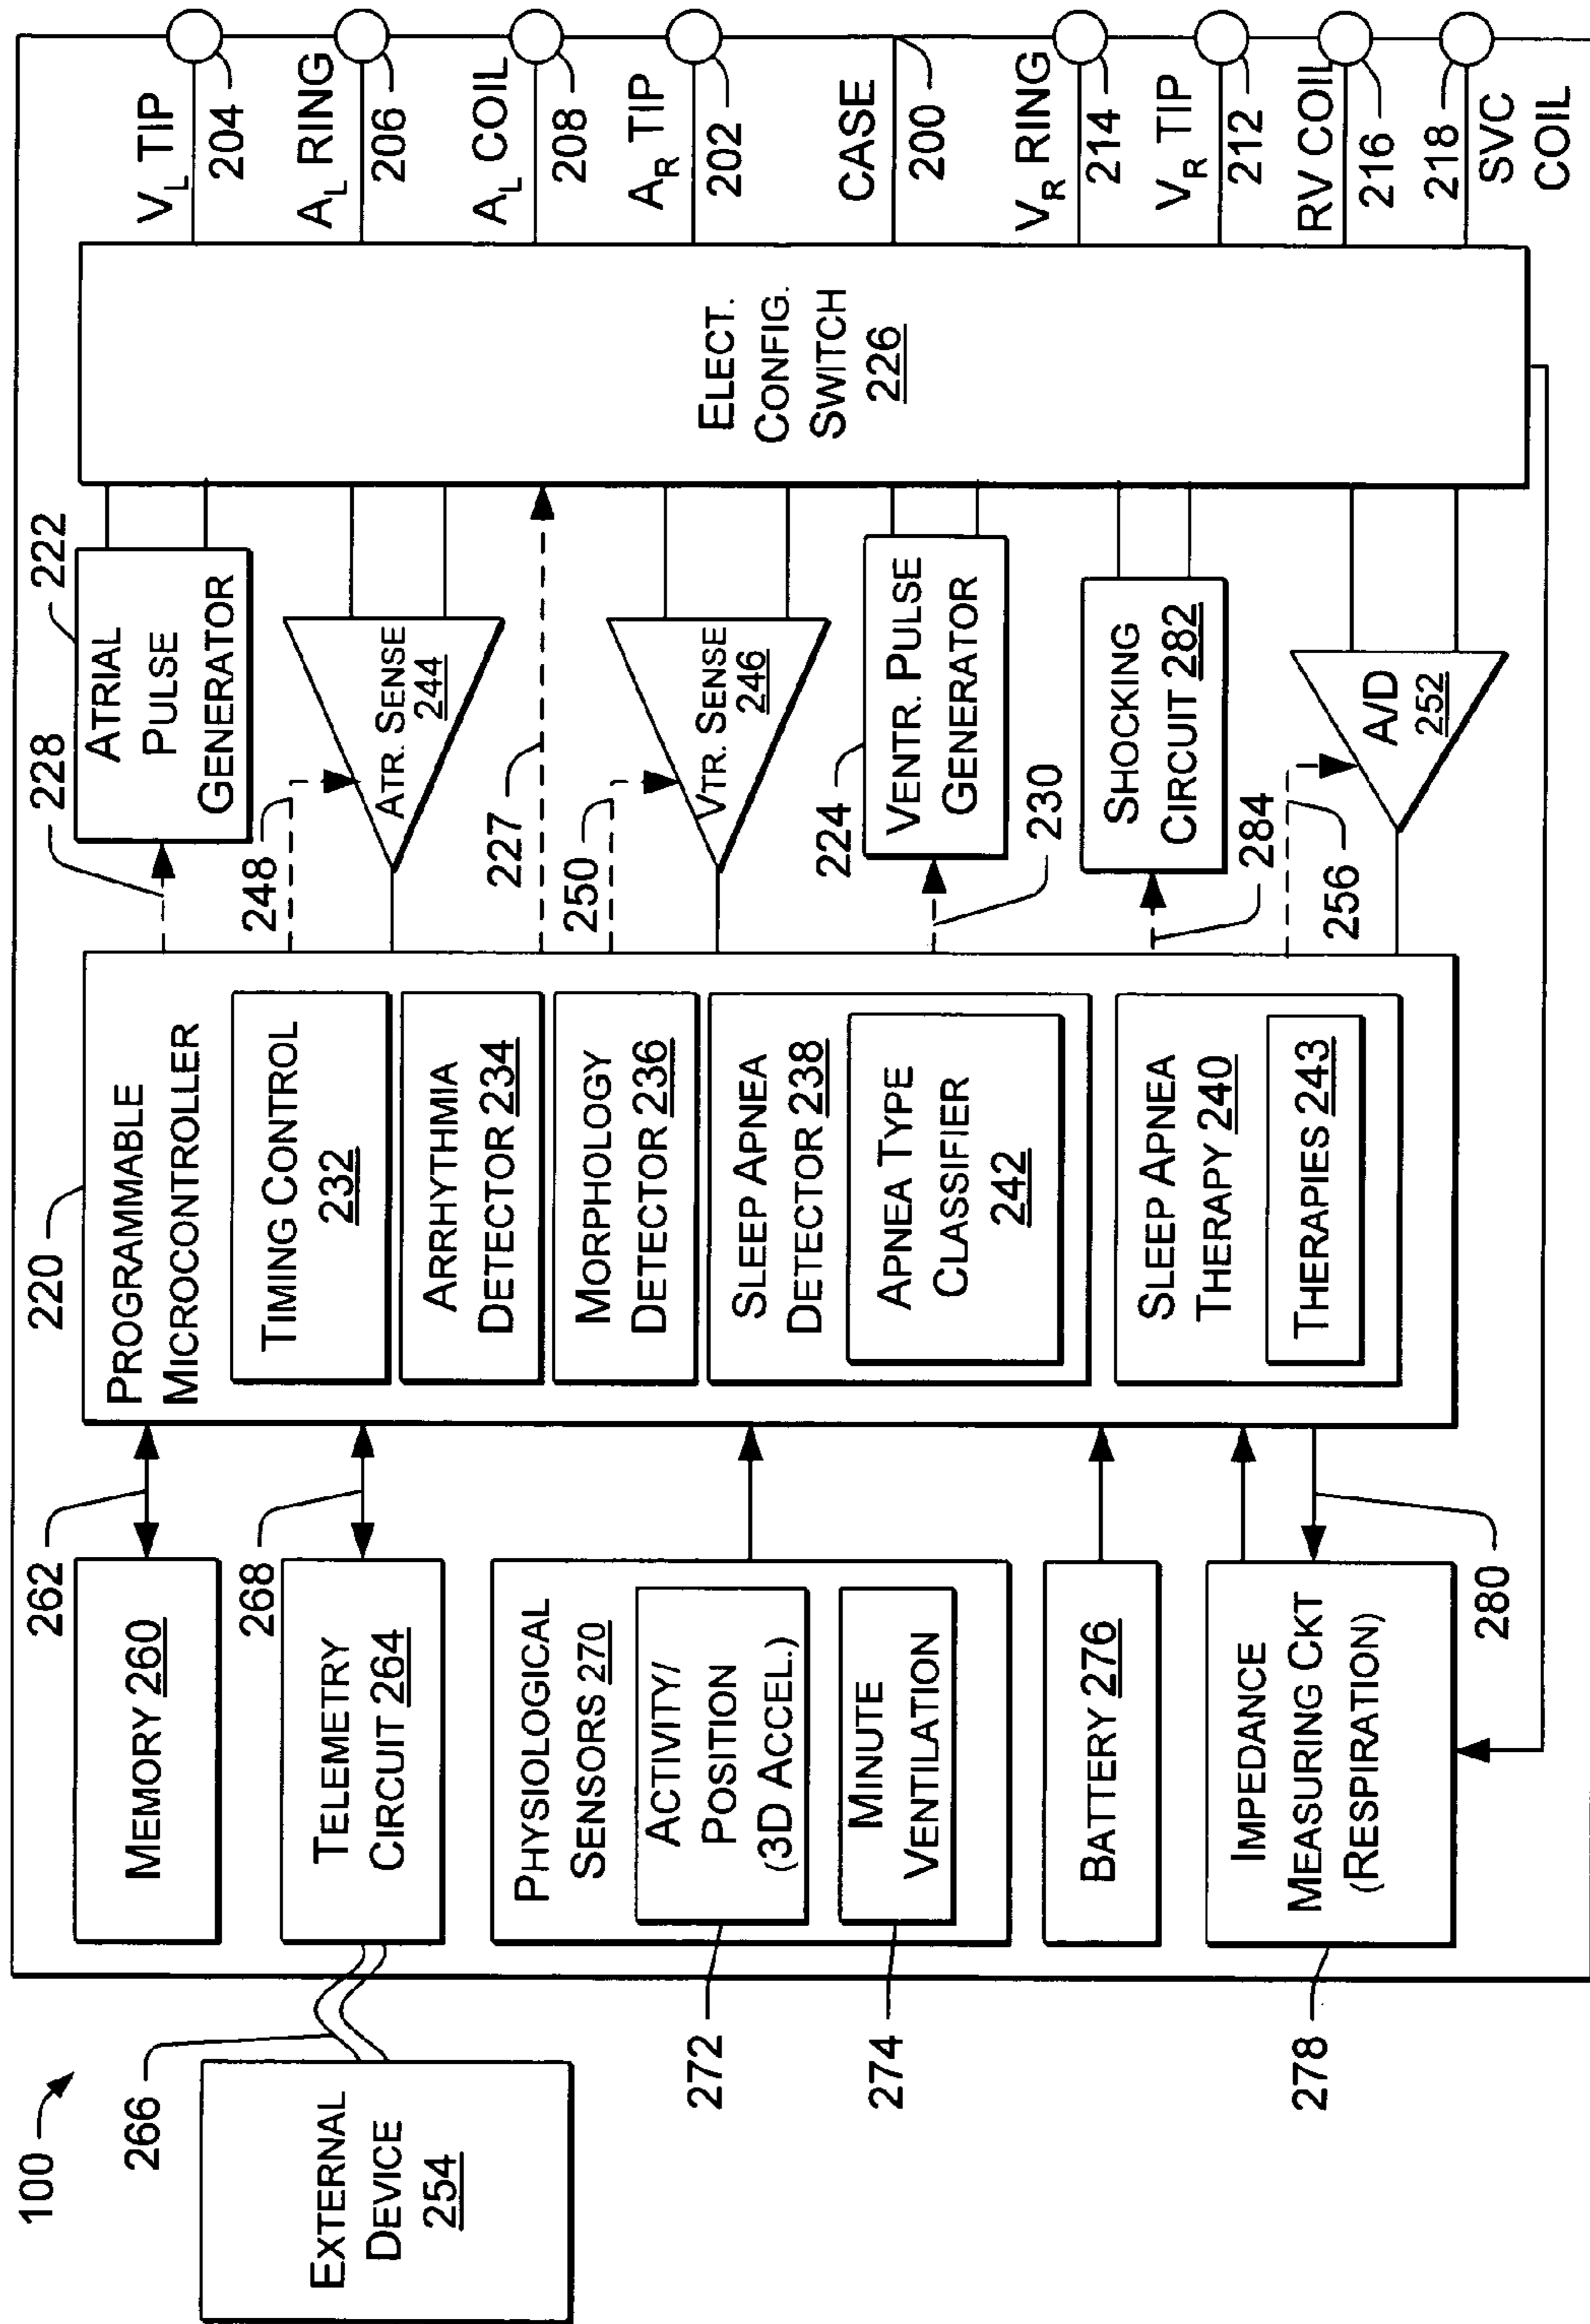 100
EXTERNAL
DEVICE
254
266
MEMORY 260
262
TELEMETRY
CIRCUIT 264
268
PHYSIOLOGICAL
SENSORS 270
ACTIVITY/
POSITION
(3D ACCEL.)
272
MINUTE
VENTILATION
274
BATTERY 276
IMPEDANCE
MEASURING CKT
(RESPIRATION)
278
280
220
PROGRAMMABLE
MICROCONTROLLER
TIMING CONTROL
232
ARRHYTHMIA
DETECTOR 234
MORPHOLOGY
DETECTOR 236
SLEEP APNEA
DETECTOR 238
APNEA TYPE
CLASSIFIER
242
SLEEP APNEA
THERAPY 240
THERAPIES 243
228
222
ATRIAL
PULSE
GENERATOR
248
ATR. SENSE
244
227
250
VTR. SENSE
246
224
VENTR. PULSE
GENERATOR
230
SHOCKING
CIRCUIT 282
284
256
A/D
252
ELECT.
CONFIG.
SWITCH
226
VL TIP
204
AL RING
206
AL COIL
208
AR TIP
202
CASE
200
VR RING
214
VR TIP
212
RV COIL
216
218
SVC
COIL